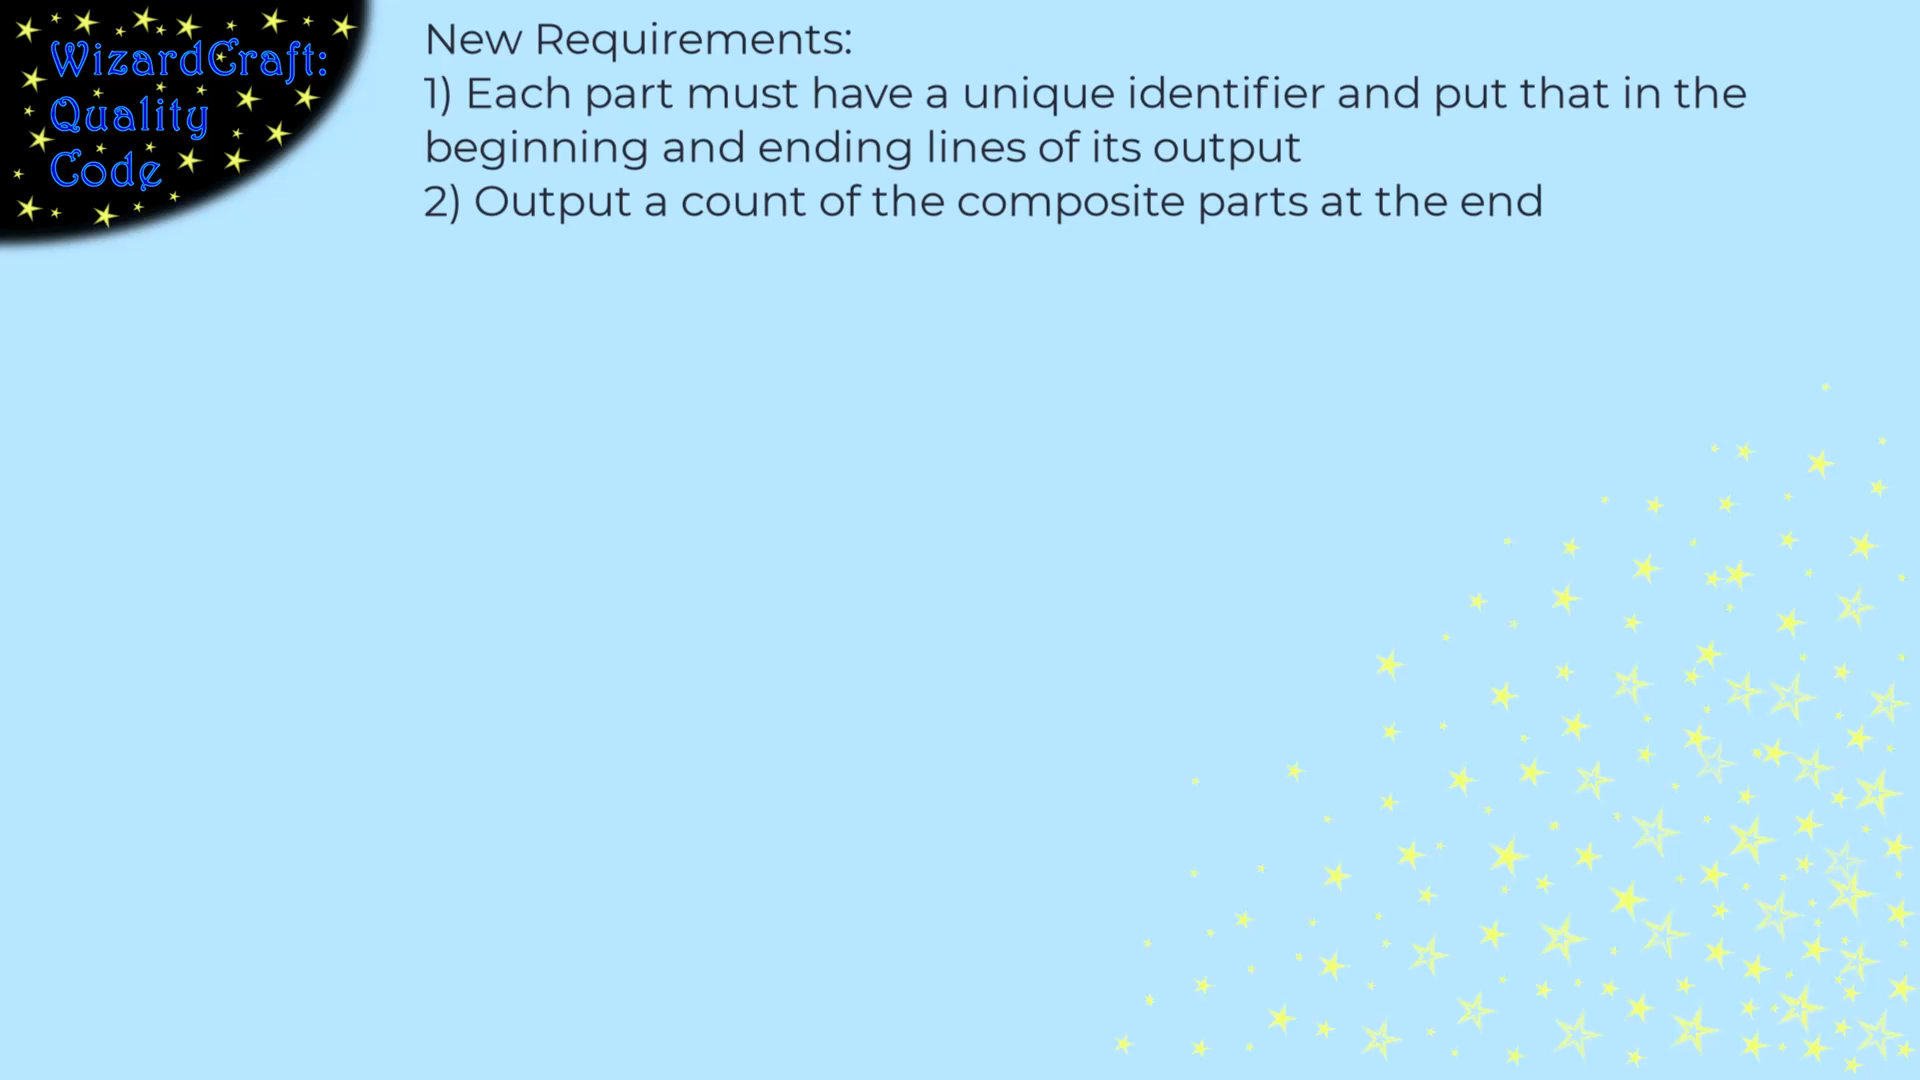 WizardCraft:
Quality
Code
New Requirements:
1) Each part must have a unique identifier and put that in the
beginning and ending lines of its output
2) Output a count of the composite parts at the end